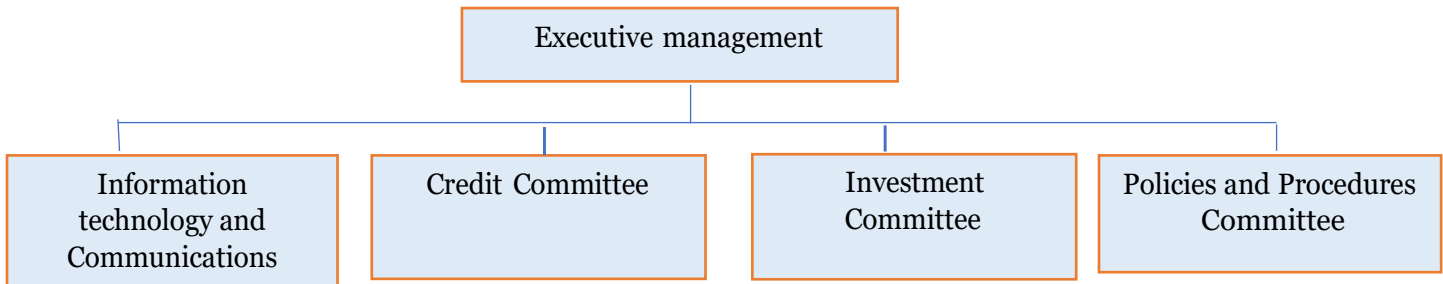 Executive management
Information
technology and
Communications
Credit Committee
Investment
Committee
Policies and Procedures
Committee